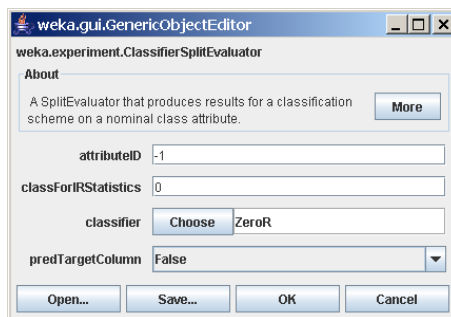 weka.gui.GenericObjectEditor
weka.experiment.ClassifierSplitEvaluator
About
A SplitEvaluator that produces results for a classification
scheme on a nominal class attribute.
More
attributeID -1
classForIRStatistics 0
classifier Choose ZeroR
predTargetColumn False
Open... Save... OK Cancel